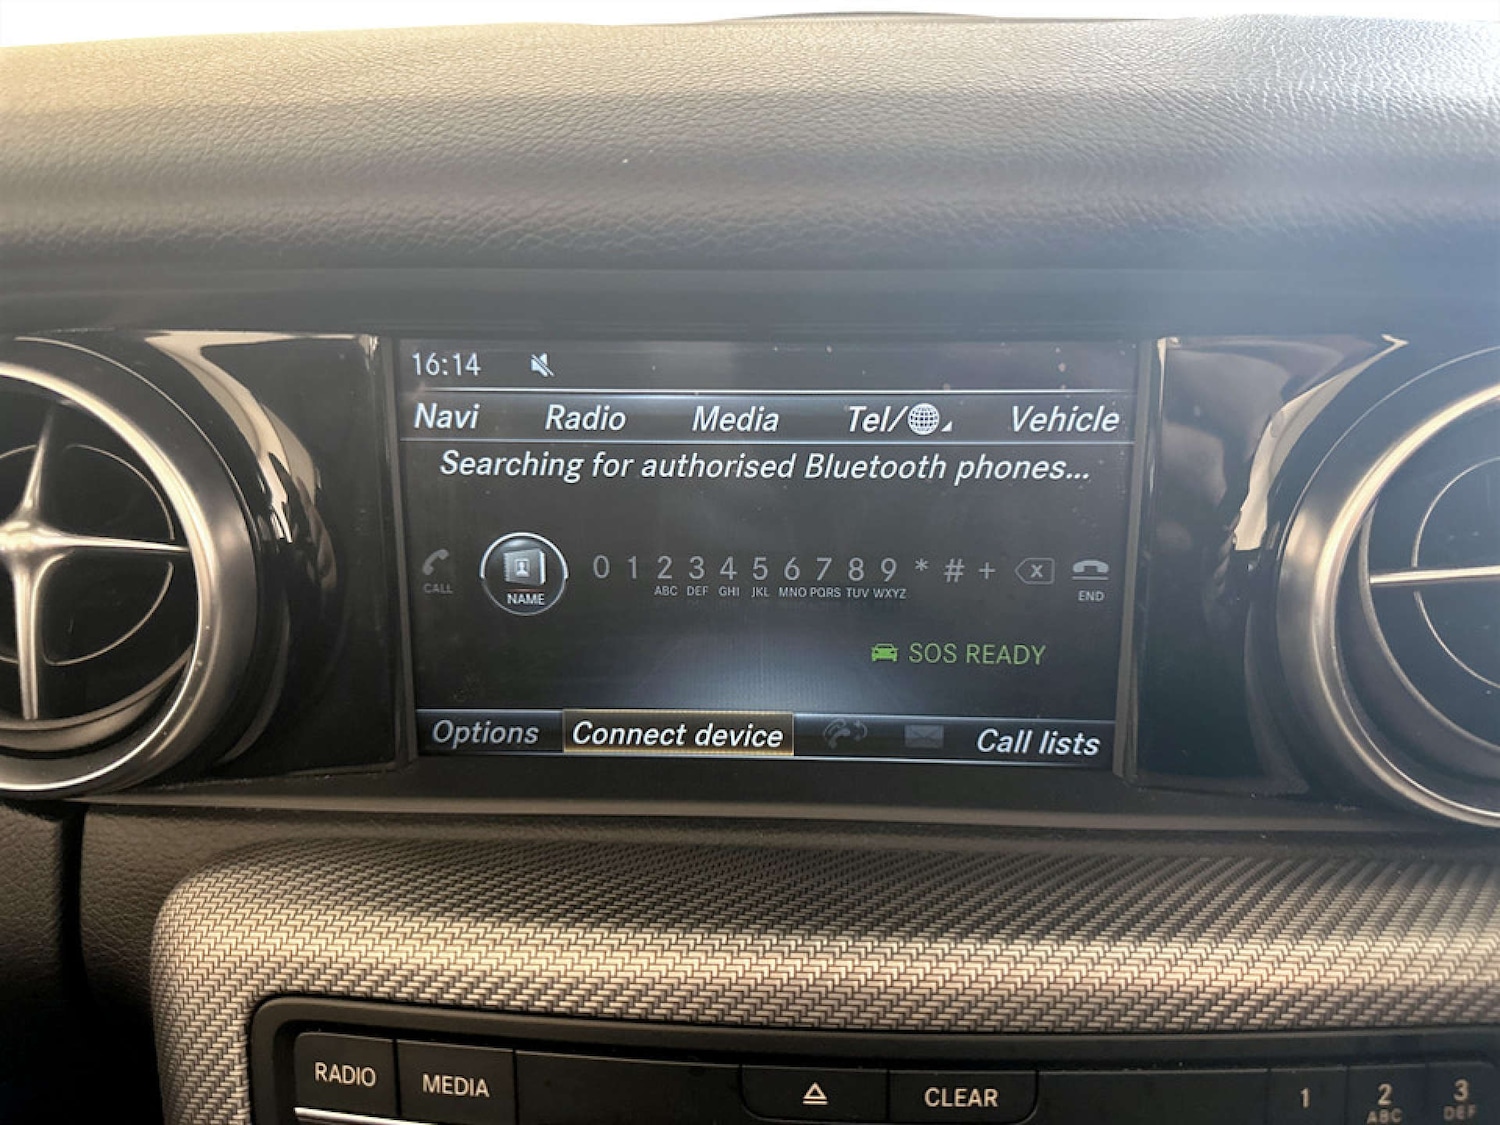 16:14
Navi Radio Media Tel/ Vehicle
Searching for authorised Bluetooth phones...
0 1 2 3 4 5 6 7 8 9 * # + x
CALL NAME ABC DEF GHI JKL MNO PQRS TUV WXYZ END
SOS READY
Options Connect device Call lists
RADIO MEDIA CLEAR 1 2 3
ABC DEF